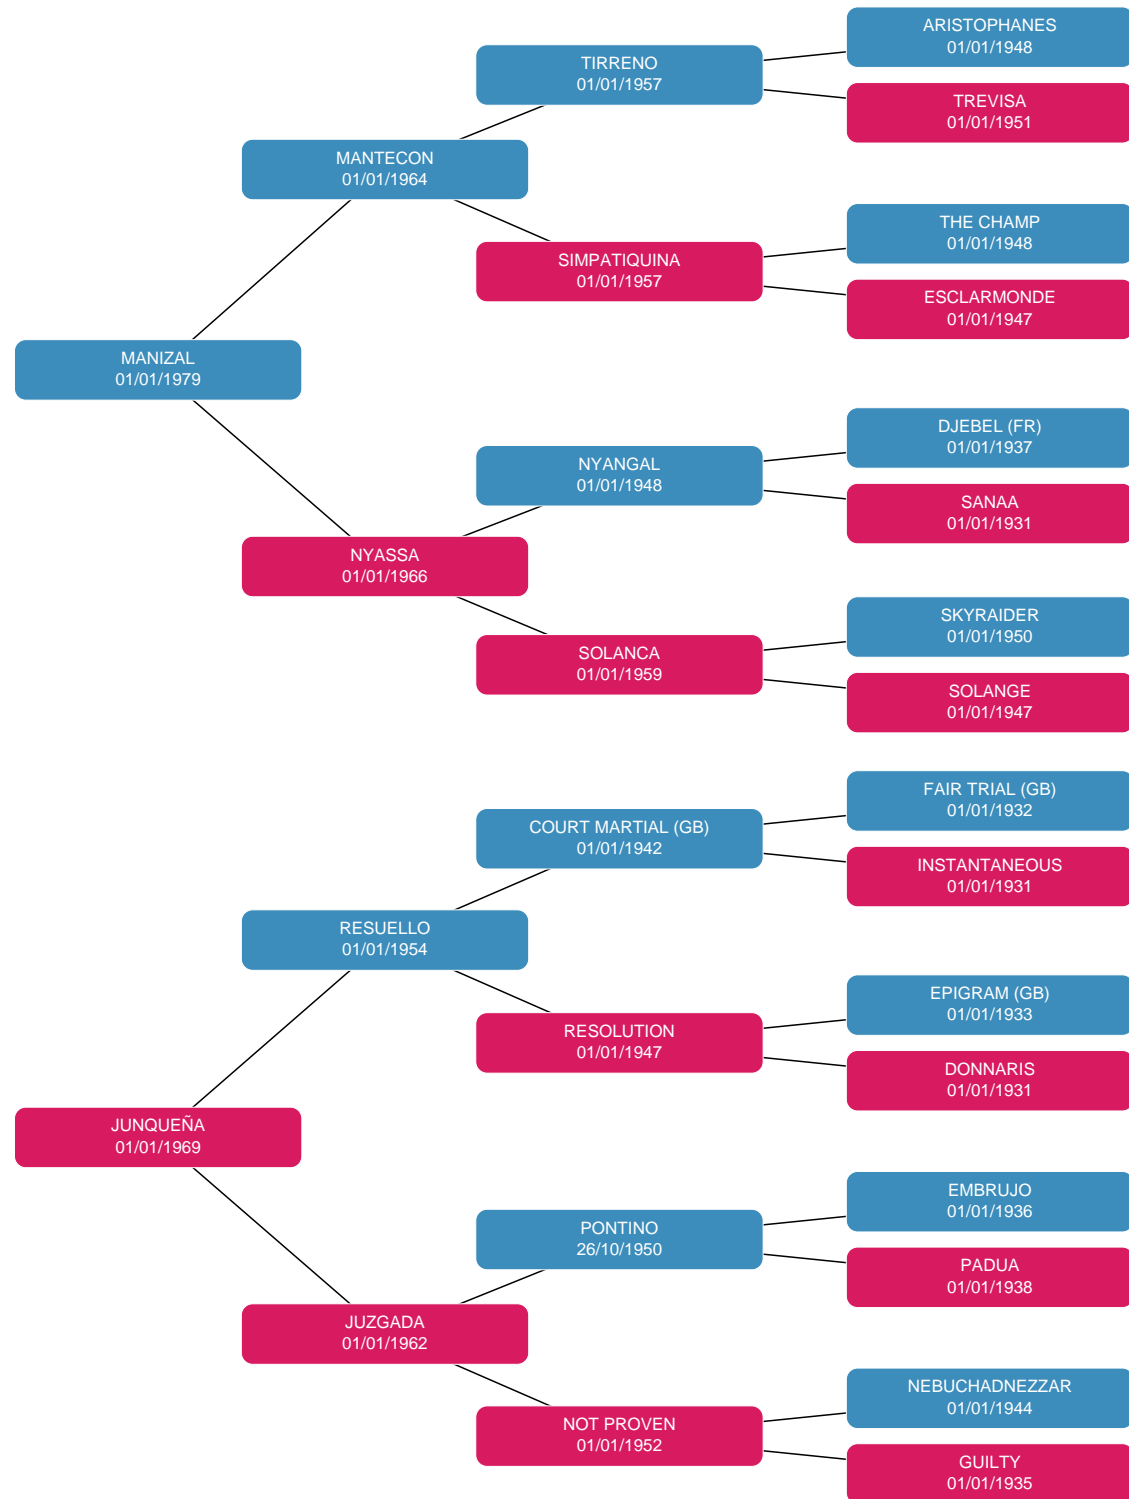 ARISTOPHANES
01/01/1948
TIRRENO
01/01/1957
TREVISA
01/01/1951
MANTECON
01/01/1964
THE CHAMP
01/01/1948
SIMPATIQUINA
01/01/1957
ESCLARMONDE
01/01/1947
MANIZAL
01/01/1979
DJEBEL (FR)
01/01/1937
NYANGAL
01/01/1948
SANAA
01/01/1931
NYASSA
01/01/1966
SKYRAIDER
01/01/1950
SOLANCA
01/01/1959
SOLANGE
01/01/1947
FAIR TRIAL (GB)
01/01/1932
COURT MARTIAL (GB)
01/01/1942
INSTANTANEOUS
01/01/1931
RESUELLO
01/01/1954
EPIGRAM (GB)
01/01/1933
RESOLUTION
01/01/1947
DONNARIS
01/01/1931
JUNQUEÑA
01/01/1969
EMBRUJO
01/01/1936
PONTINO
26/10/1950
PADUA
01/01/1938
JUZGADA
01/01/1962
NEBUCHADNEZZAR
01/01/1944
NOT PROVEN
01/01/1952
GUILTY
01/01/1935